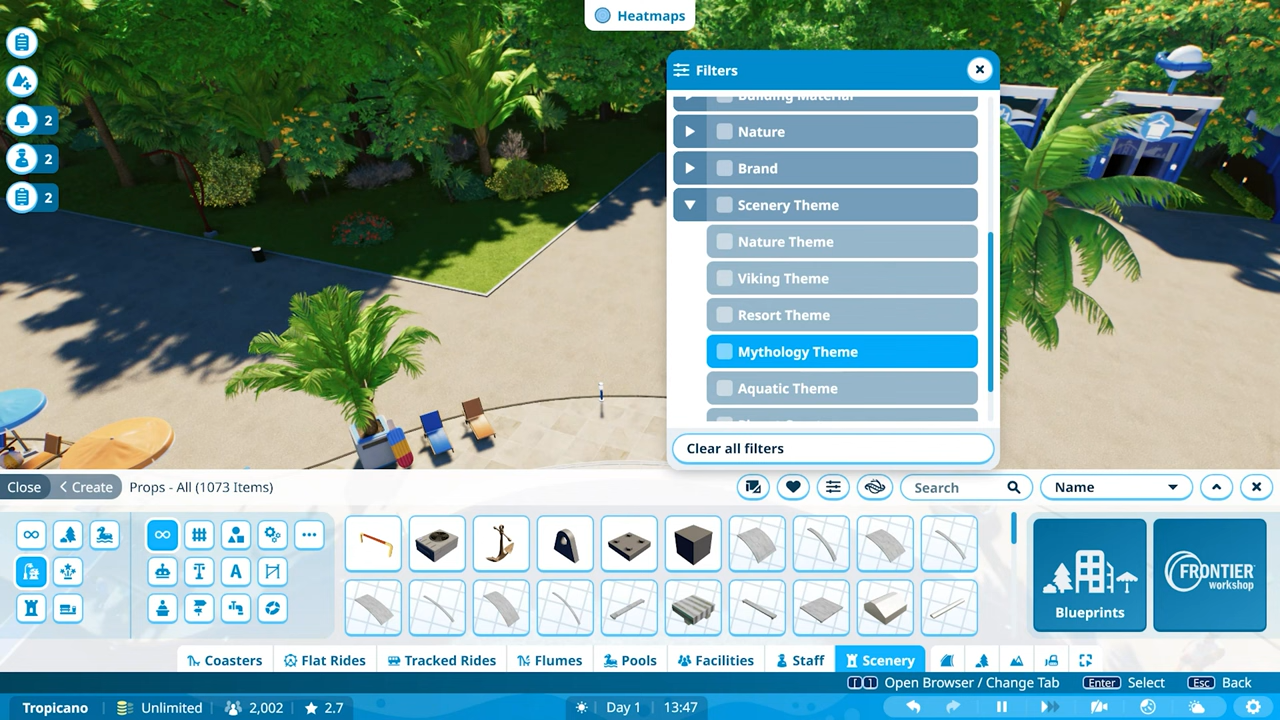 Heatmaps
Filters
2
2
2
Building Material
Nature
Brand
Scenery Theme
Nature Theme
Viking Theme
Resort Theme
Mythology Theme
Aquatic Theme
Clear all filters
Close
Create
Props - All (1073 Items)
Search
Name
A
Blueprints
FRONTIER
workshop
Coasters
Flat Rides
Tracked Rides
Flumes
Pools
Facilities
Staff
Scenery
[ ] Open Browser / Change Tab
Enter Select
Esc Back
Tropicano
Unlimited
2,002
2.7
Day 1
13:47